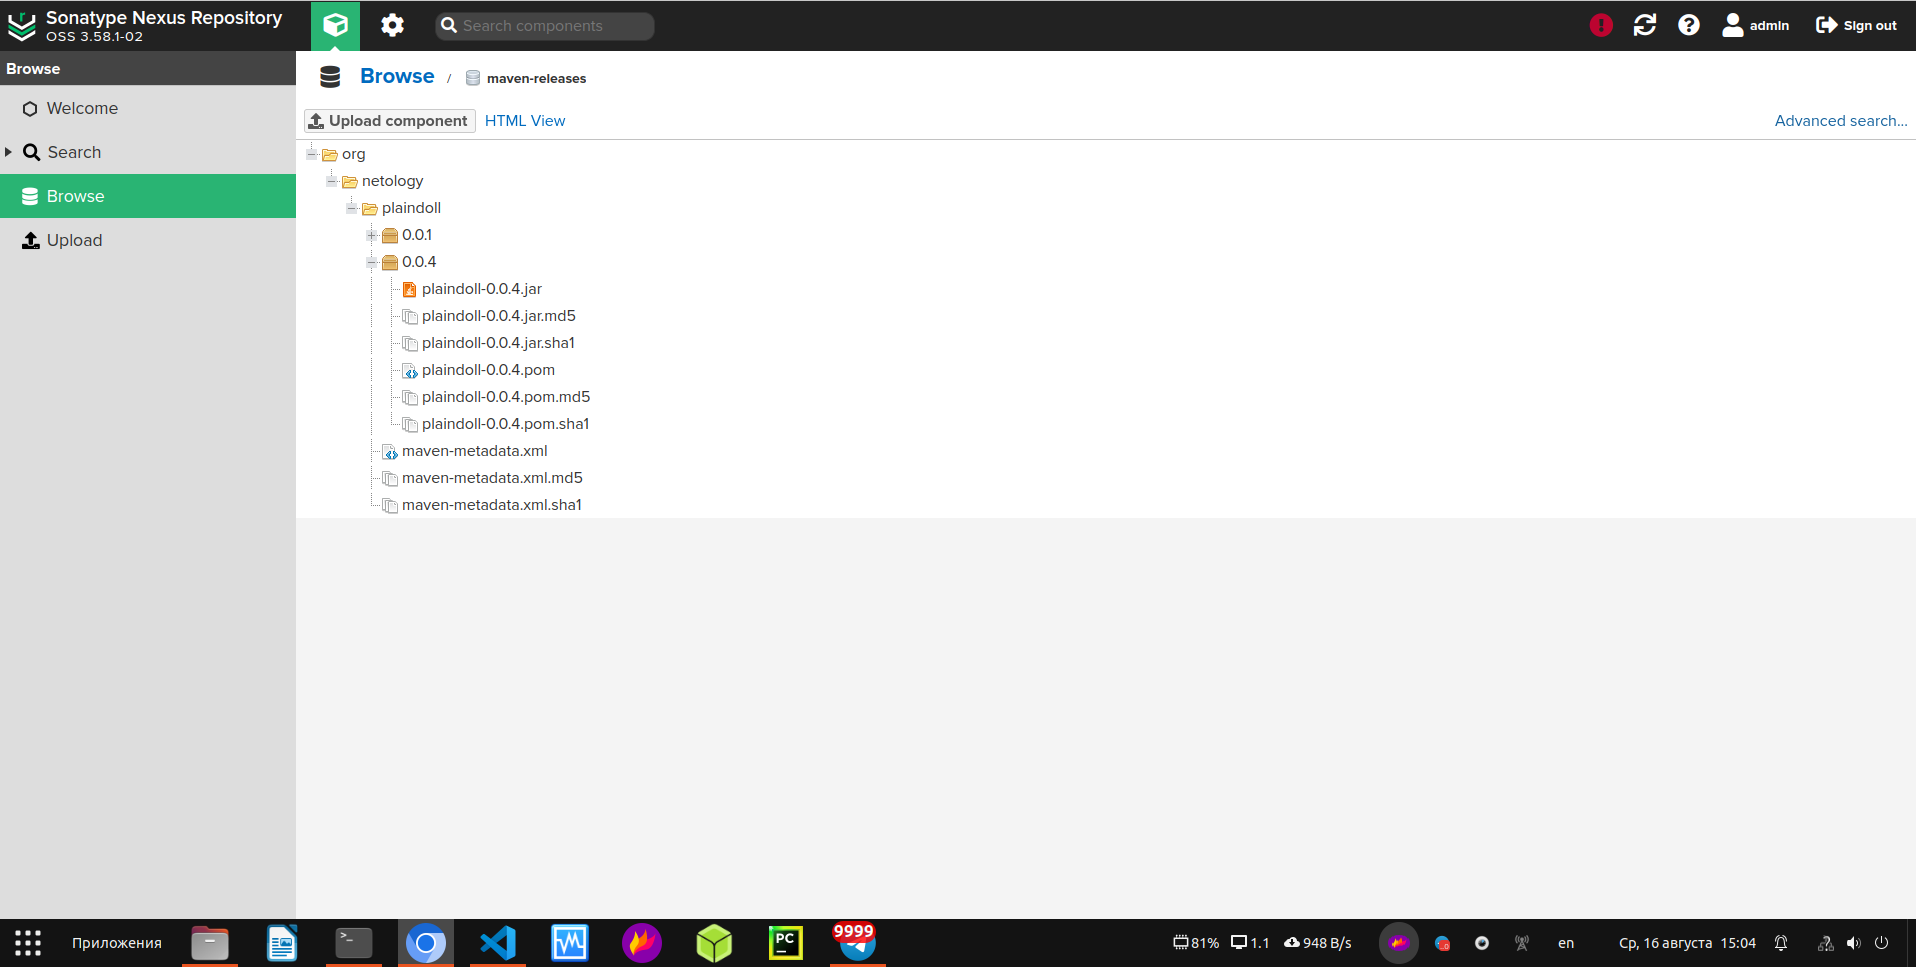 Sonatype Nexus Repository
OSS 3.58.1-02
Search components
admin
Sign out
Browse
Welcome
Search
Browse
Upload
Browse / maven-releases
Upload component
HTML View
Advanced search...
org
netology
plaindoll
0.0.1
0.0.4
plaindoll-0.0.4.jar
plaindoll-0.0.4.jar.md5
plaindoll-0.0.4.jar.sha1
plaindoll-0.0.4.pom
plaindoll-0.0.4.pom.md5
plaindoll-0.0.4.pom.sha1
maven-metadata.xml
maven-metadata.xml.md5
maven-metadata.xml.sha1
Приложения
PC
9999
81%
1.1
948 B/s
en
Ср, 16 августа 15:04